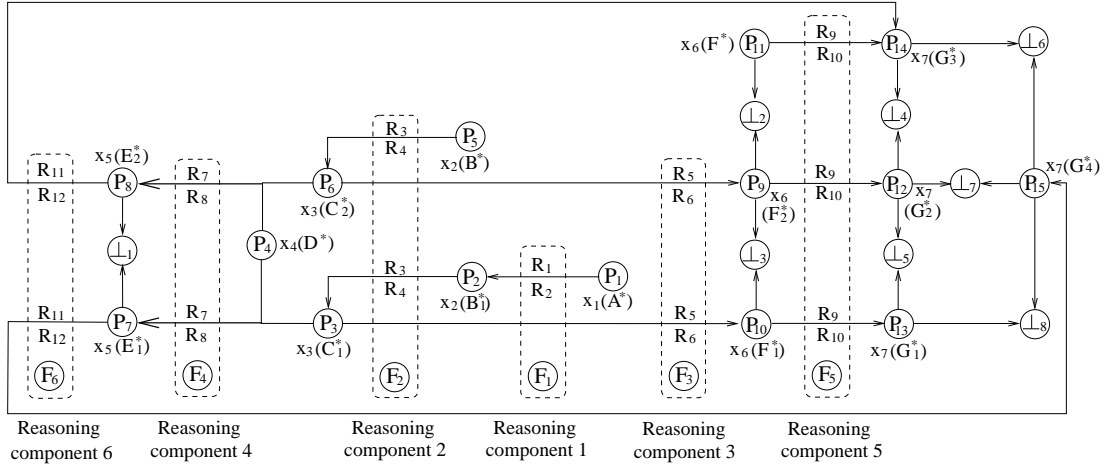 P11 R9 P14 ⊥6
x6(F*) R10 x7(G3*)
⊥2 ⊥4
R3 P5
R4 x2(B*)
x5(E2*)
R11 P8 R7 P6 R5 P9 R9 P12 ⊥7 P15 x7(G4*)
R12 R8 x3(C2*) R6 x6(F2*) R10 x7(G2*)
⊥1 P4 x4(D*) ⊥3 ⊥5
R3 P2 R1 P1
R4 x2(B1*) R2 x1(A*)
R11 P7 R7 P3 R5 P10 R9 P13 ⊥8
R12 x5(E1*) R8 x3(C1*) R6 x6(F1*) R10 x7(G1*)
F6 F4 F2 F1 F3 F5
Reasoning component 6
Reasoning component 4
Reasoning component 2
Reasoning component 1
Reasoning component 3
Reasoning component 5